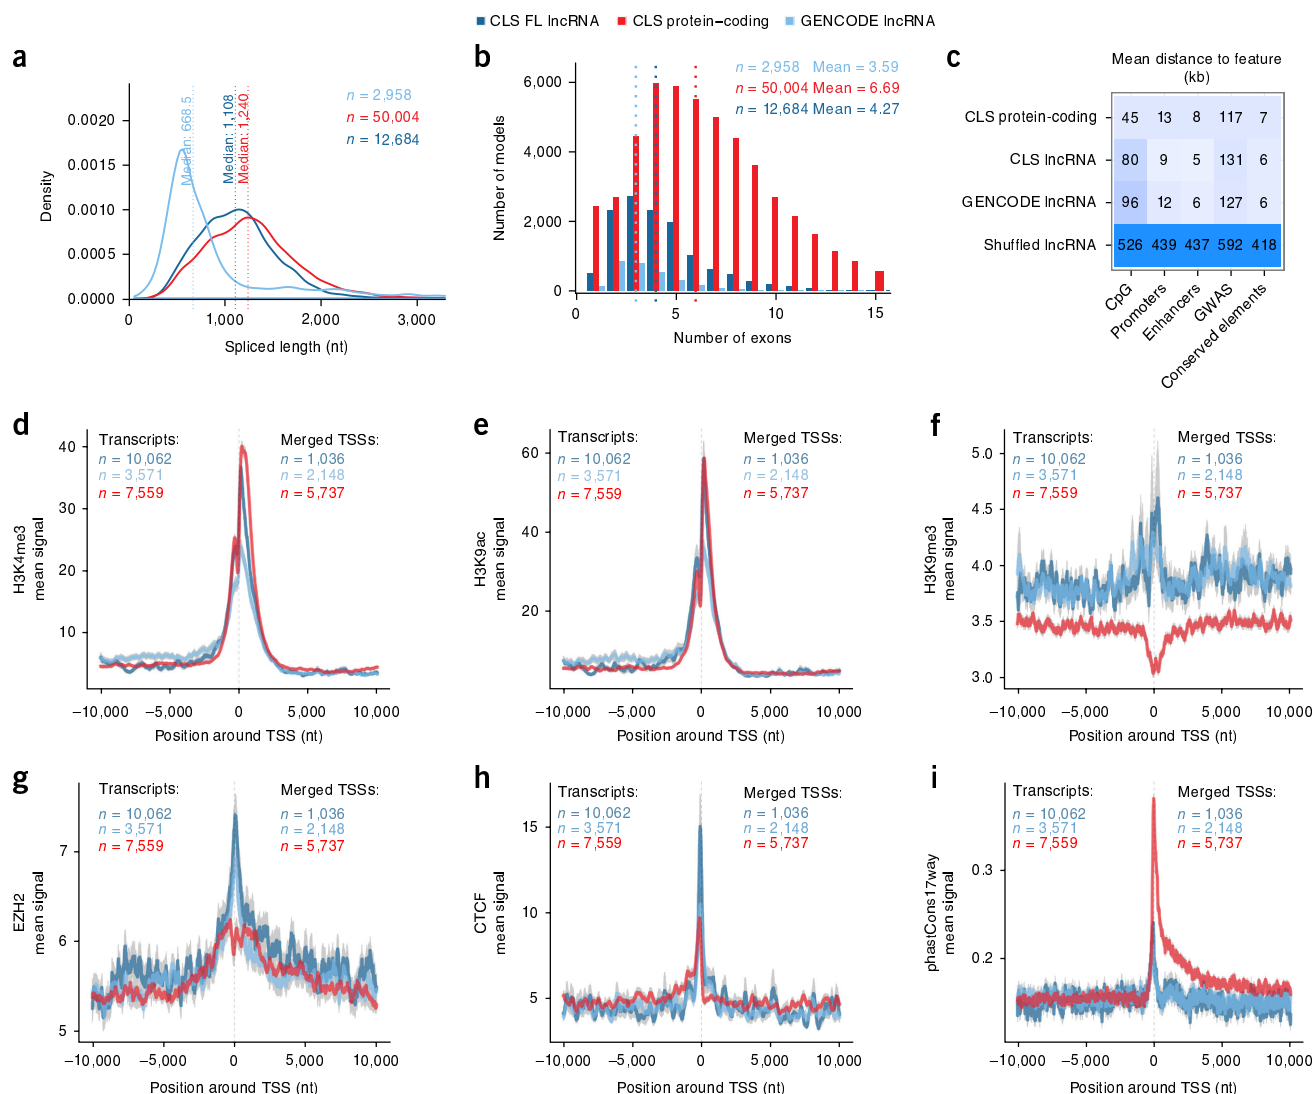 CLS FL lncRNA CLS protein–coding GENCODE lncRNA
a
Density
0.0020
0.0015
0.0010
0.0005
0.0000
Median: 668.5
Median: 1,108
Median: 1,240
n = 2,958
n = 50,004
n = 12,684
0 1,000 2,000 3,000
Spliced length (nt)
b
Number of models
6,000
4,000
2,000
0
n = 2,958 Mean = 3.59
n = 50,004 Mean = 6.69
n = 12,684 Mean = 4.27
0 5 10 15
Number of exons
c
Mean distance to feature
(kb)
CLS protein-coding 45 13 8 117 7
CLS lncRNA 80 9 5 131 6
GENCODE lncRNA 96 12 6 127 6
Shuffled lncRNA 526 439 437 592 418
CpG
Promoters
Enhancers
GWAS
Conserved elements
d
H3K4me3
mean signal
40
30
20
10
Transcripts: Merged TSSs:
n = 10,062 n = 1,036
n = 3,571 n = 2,148
n = 7,559 n = 5,737
−10,000 −5,000 0 5,000 10,000
Position around TSS (nt)
e
H3K9ac
mean signal
60
40
20
Transcripts: Merged TSSs:
n = 10,062 n = 1,036
n = 3,571 n = 2,148
n = 7,559 n = 5,737
−10,000 −5,000 0 5,000 10,000
Position around TSS (nt)
f
H3K9me3
mean signal
5.0
4.5
4.0
3.5
3.0
Transcripts: Merged TSSs:
n = 10,062 n = 1,036
n = 3,571 n = 2,148
n = 7,559 n = 5,737
−10,000 −5,000 0 5,000 10,000
Position around TSS (nt)
g
EZH2
mean signal
7
6
5
Transcripts: Merged TSSs:
n = 10,062 n = 1,036
n = 3,571 n = 2,148
n = 7,559 n = 5,737
−10,000 −5,000 0 5,000 10,000
Position around TSS (nt)
h
CTCF
mean signal
15
10
5
Transcripts: Merged TSSs:
n = 10,062 n = 1,036
n = 3,571 n = 2,148
n = 7,559 n = 5,737
−10,000 −5,000 0 5,000 10,000
Position around TSS (nt)
i
phastCons17way
mean signal
0.3
0.2
Transcripts: Merged TSSs:
n = 10,062 n = 1,036
n = 3,571 n = 2,148
n = 7,559 n = 5,737
−10,000 −5,000 0 5,000 10,000
Position around TSS (nt)